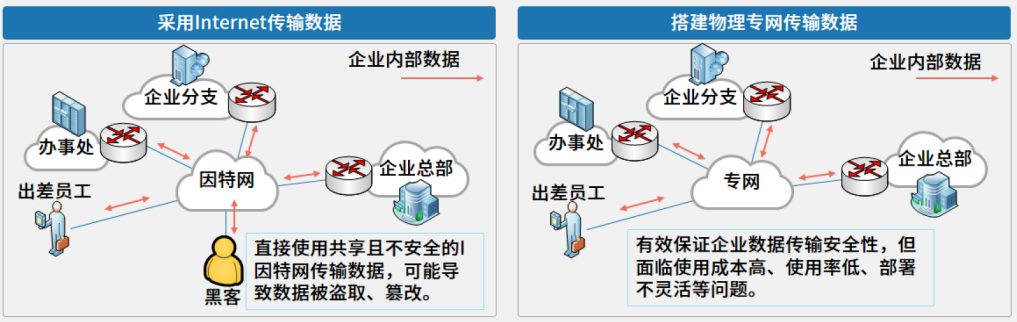 采用Internet传输数据
企业内部数据
企业分支
办事处
因特网
企业总部
出差员工
黑客
直接使用共享且不安全的I
因特网传输数据，可能导
致数据被盗取、篡改。
搭建物理专网传输数据
企业内部数据
企业分支
办事处
专网
企业总部
出差员工
有效保证企业数据传输安全性，但
面临使用成本高、使用率低、部署
不灵活等问题。